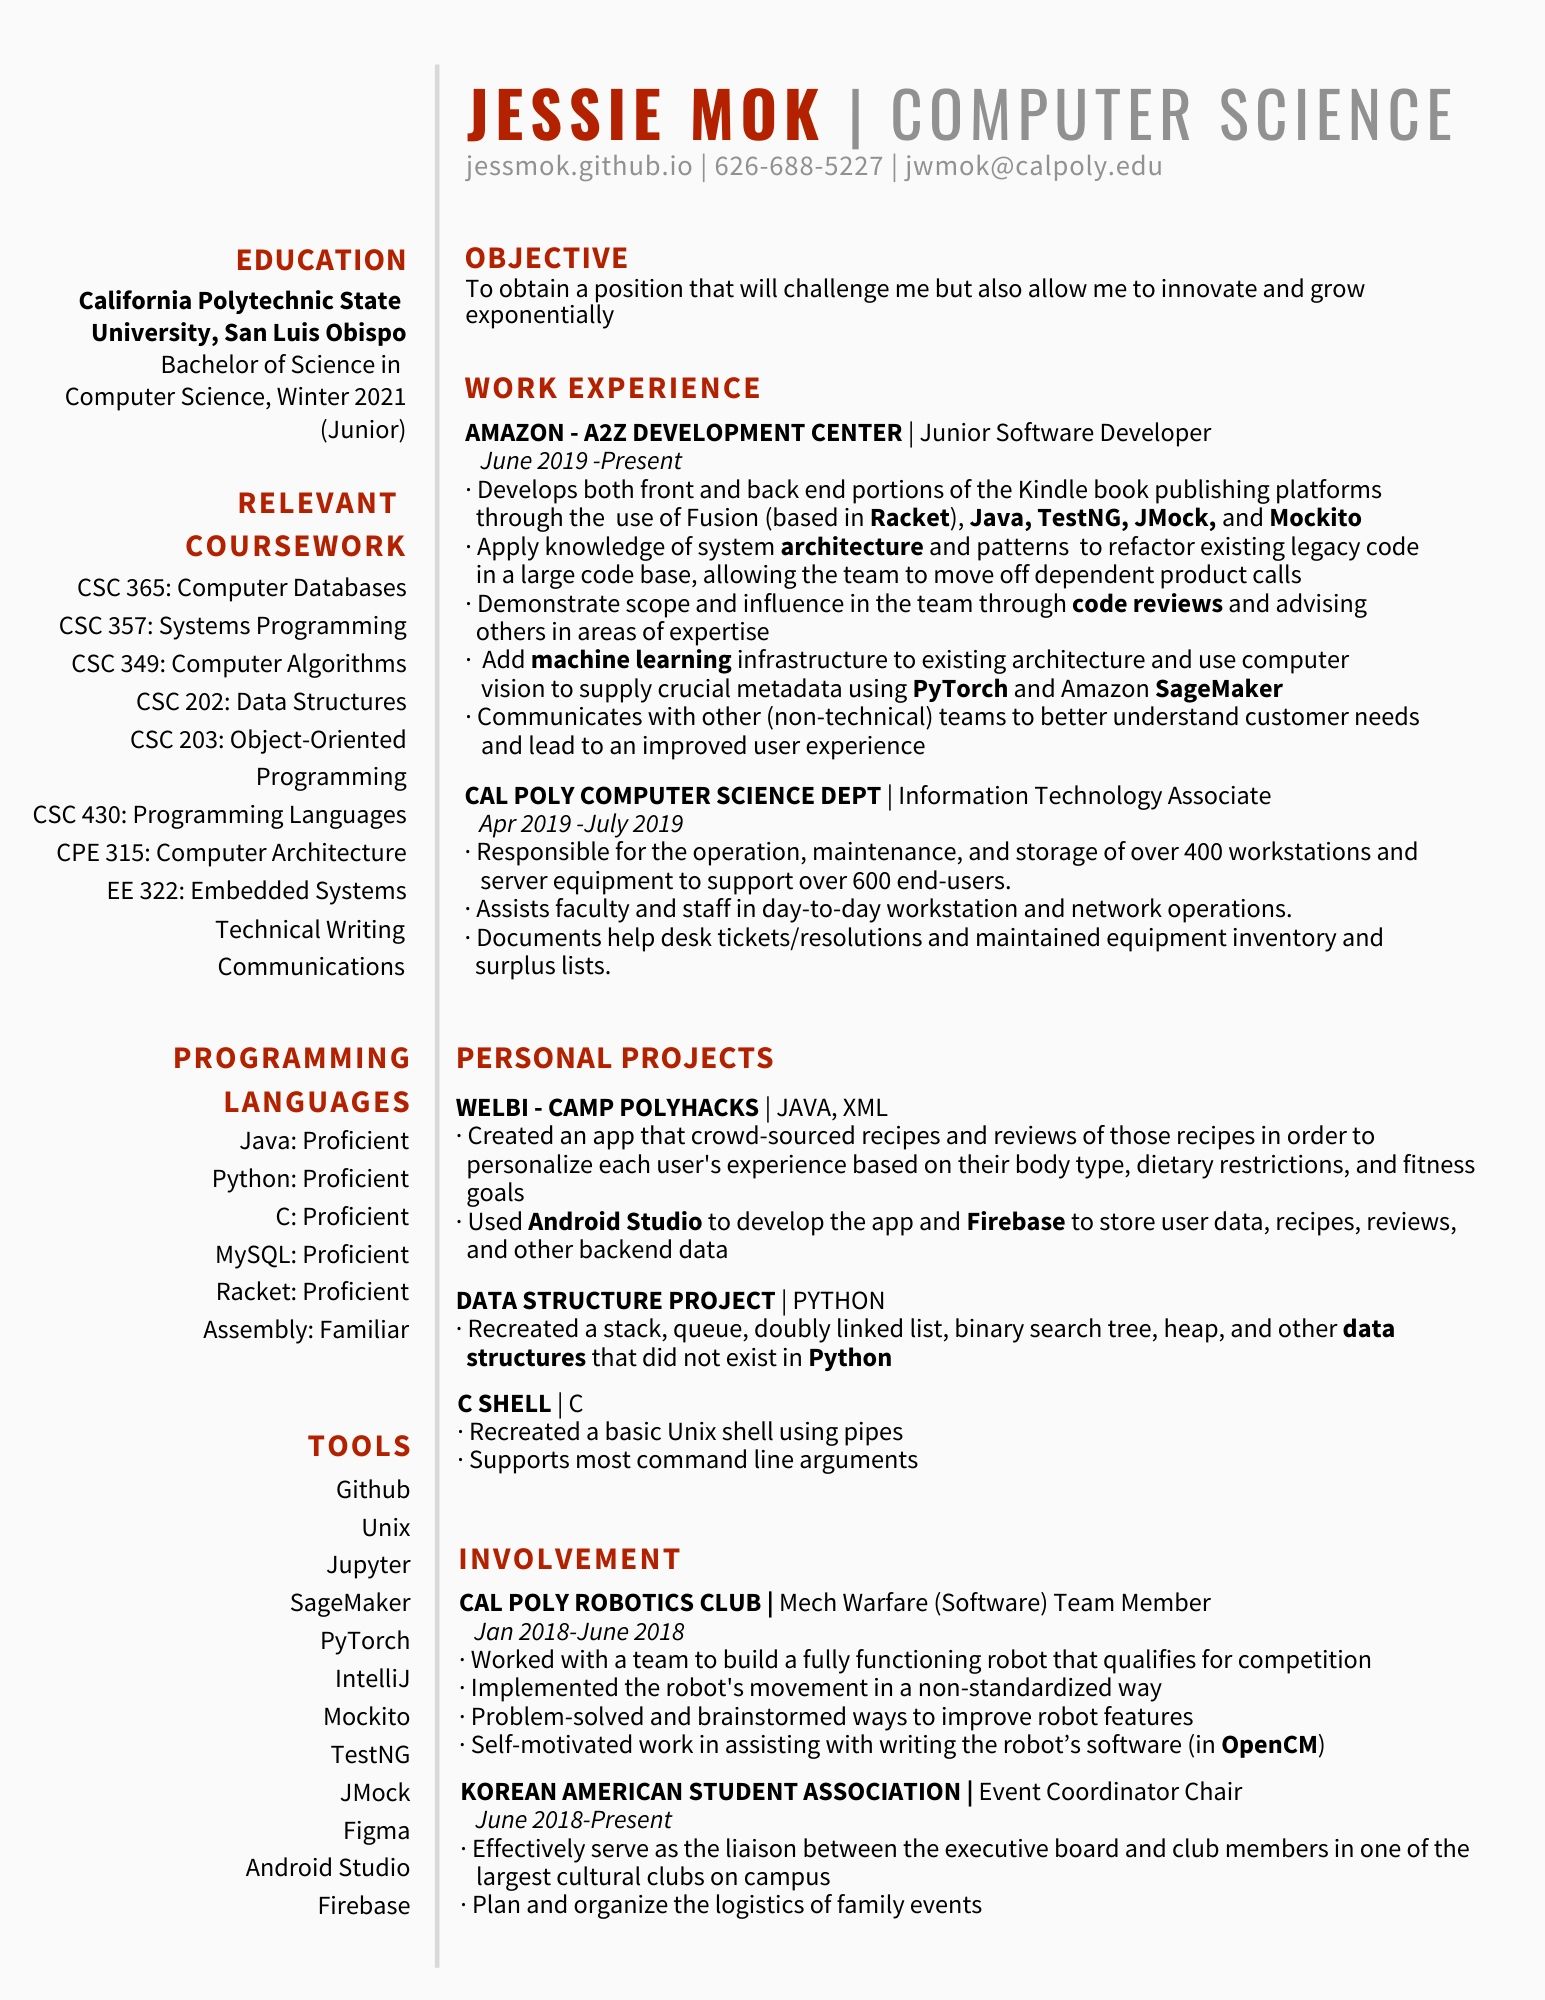 JESSIE MOK | COMPUTER SCIENCE
jessmok.github.io | 626-688-5227 | jwmok@calpoly.edu
EDUCATION
California Polytechnic State
University, San Luis Obispo
Bachelor of Science in
Computer Science, Winter 2021
(Junior)
RELEVANT
COURSEWORK
CSC 365: Computer Databases
CSC 357: Systems Programming
CSC 349: Computer Algorithms
CSC 202: Data Structures
CSC 203: Object-Oriented
Programming
CSC 430: Programming Languages
CPE 315: Computer Architecture
EE 322: Embedded Systems
Technical Writing
Communications
PROGRAMMING
LANGUAGES
Java: Proficient
Python: Proficient
C: Proficient
MySQL: Proficient
Racket: Proficient
Assembly: Familiar
TOOLS
Github
Unix
Jupyter
SageMaker
PyTorch
IntelliJ
Mockito
TestNG
JMock
Figma
Android Studio
Firebase
OBJECTIVE
To obtain a position that will challenge me but also allow me to innovate and grow
exponentially
WORK EXPERIENCE
AMAZON - A2Z DEVELOPMENT CENTER | Junior Software Developer
June 2019 -Present
· Develops both front and back end portions of the Kindle book publishing platforms
through the  use of Fusion (based in Racket), Java, TestNG, JMock, and Mockito
· Apply knowledge of system architecture and patterns  to refactor existing legacy code
in a large code base, allowing the team to move off dependent product calls
· Demonstrate scope and influence in the team through code reviews and advising
others in areas of expertise
·  Add machine learning infrastructure to existing architecture and use computer
vision to supply crucial metadata using PyTorch and Amazon SageMaker
· Communicates with other (non-technical) teams to better understand customer needs
and lead to an improved user experience
CAL POLY COMPUTER SCIENCE DEPT | Information Technology Associate
Apr 2019 -July 2019
· Responsible for the operation, maintenance, and storage of over 400 workstations and
server equipment to support over 600 end-users.
· Assists faculty and staff in day-to-day workstation and network operations.
· Documents help desk tickets/resolutions and maintained equipment inventory and
surplus lists.
PERSONAL PROJECTS
WELBI - CAMP POLYHACKS | JAVA, XML
· Created an app that crowd-sourced recipes and reviews of those recipes in order to
personalize each user's experience based on their body type, dietary restrictions, and fitness
goals
· Used Android Studio to develop the app and Firebase to store user data, recipes, reviews,
and other backend data
DATA STRUCTURE PROJECT | PYTHON
· Recreated a stack, queue, doubly linked list, binary search tree, heap, and other data
structures that did not exist in Python
C SHELL | C
· Recreated a basic Unix shell using pipes
· Supports most command line arguments
INVOLVEMENT
CAL POLY ROBOTICS CLUB | Mech Warfare (Software) Team Member
Jan 2018-June 2018
· Worked with a team to build a fully functioning robot that qualifies for competition
· Implemented the robot's movement in a non-standardized way
· Problem-solved and brainstormed ways to improve robot features
· Self-motivated work in assisting with writing the robot’s software (in OpenCM)
KOREAN AMERICAN STUDENT ASSOCIATION | Event Coordinator Chair
June 2018-Present
· Effectively serve as the liaison between the executive board and club members in one of the
largest cultural clubs on campus
· Plan and organize the logistics of family events